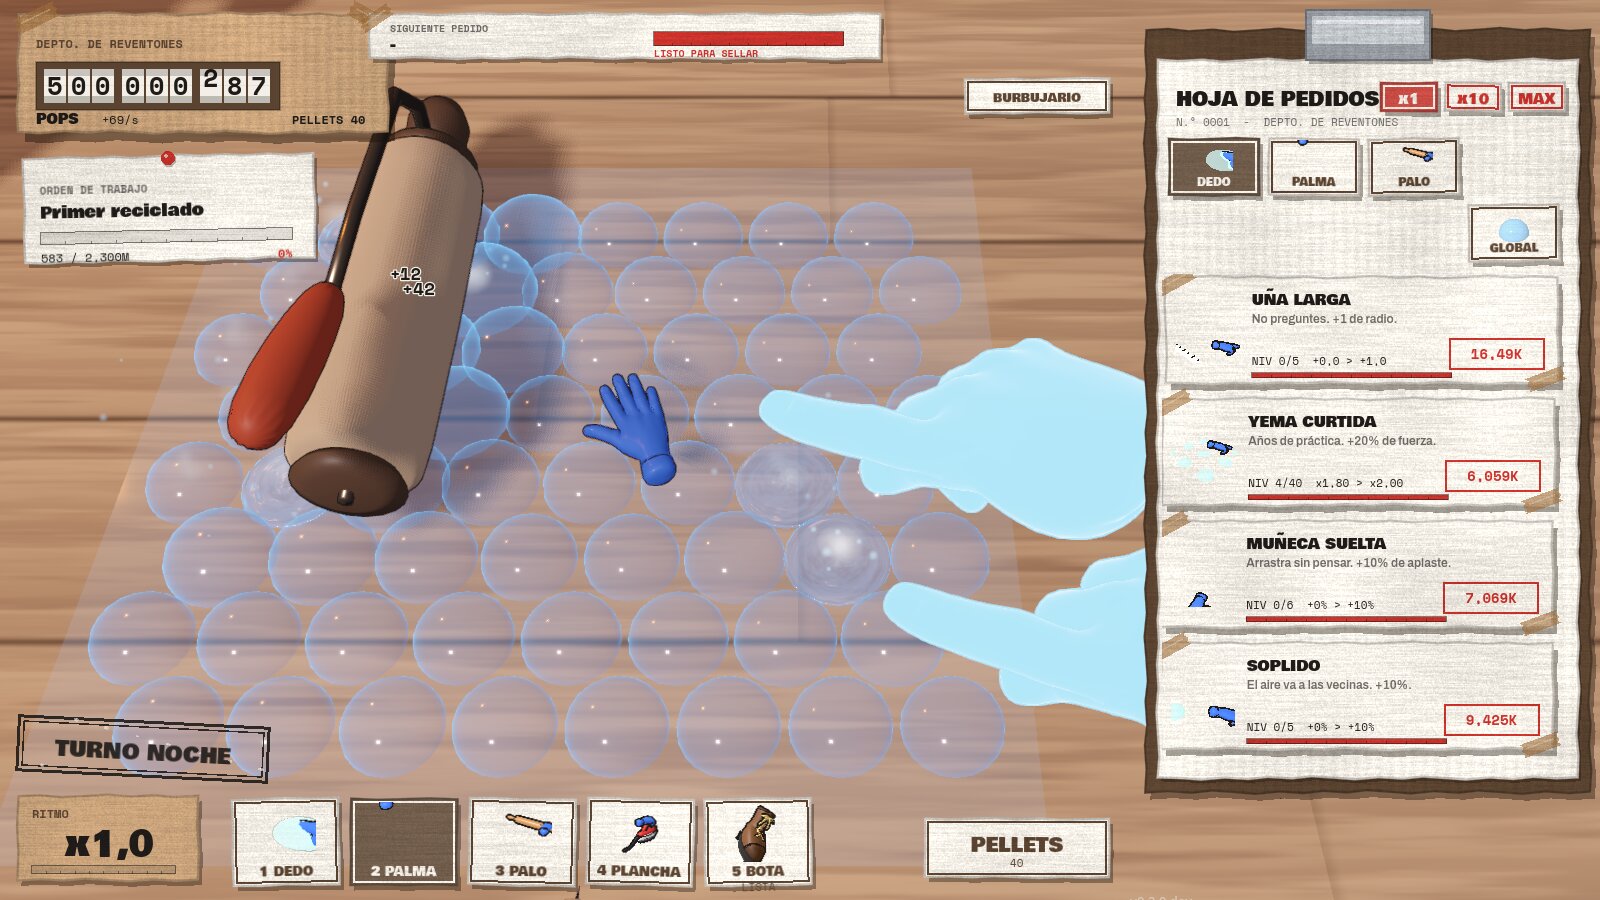 DEPTO. DE REVENTONES
500 000 287
POPS +69/s PELLETS 40
SIGUIENTE PEDIDO
-
LISTO PARA SELLAR
BURBUJARIO
ORDEN DE TRABAJO
Primer reciclado
0%
583 / 2,300M
+12
+42
HOJA DE PEDIDOS
x1 x10 MAX
N.° 0001 - DEPTO. DE REVENTONES
DEDO PALMA PALO
GLOBAL
UÑA LARGA
No preguntes. +1 de radio.
NIV 0/5 +0,0 > +1,0
16,49K
YEMA CURTIDA
Años de práctica. +20% de fuerza.
NIV 4/40 x1,80 > x2,00
6,059K
MUÑECA SUELTA
Arrastra sin pensar. +10% de aplaste.
NIV 0/6 +0% > +10%
7,069K
SOPLIDO
El aire va a las vecinas. +10%.
NIV 0/5 +0% > +10%
9,425K
TURNO NOCHE
RITMO
x1,0
1 DEDO 2 PALMA 3 PALO 4 PLANCHA 5 BOTA
LISTA
PELLETS
40